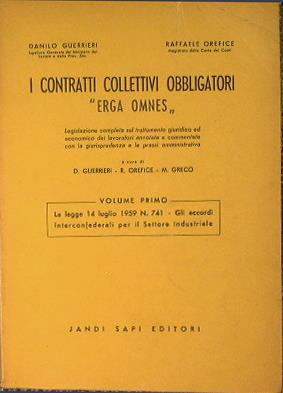 DANILO GUERRIERI
Ispettore Generale del Ministero del
Lavoro e della Prev. Soc.
RAFFAELE OREFICE
Magistrato della Corte dei Conti
I CONTRATTI COLLETTIVI OBBLIGATORI
"ERGA OMNES„
Legislazione completa sul trattamento giuridico ed
economico dei lavoratori annotata e commentata
con la giurisprudenza e la prassi amministrativa
a cura di
D. GUERRIERI - R. OREFICE - M. GRECO
VOLUME PRIMO
La legge 14 luglio 1959 N. 741 - Gli accordi
Interconfederali per il Settore Industriale
JANDI SAPI EDITORI